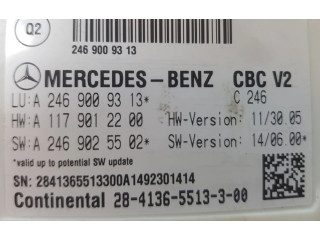 Q2
246 900 93 13
MERCEDES-BENZ CBC V2
LU:A 246 900 93 13* C 246
HW:A 117 901 22 00 HW-Version: 11/30.05
SW:A 246 902 55 02* SW-Version: 14/06.00*
*valid up to potential SW update
SN: 2841365513300A1492301414
Continental 28-4136-5513-3-00